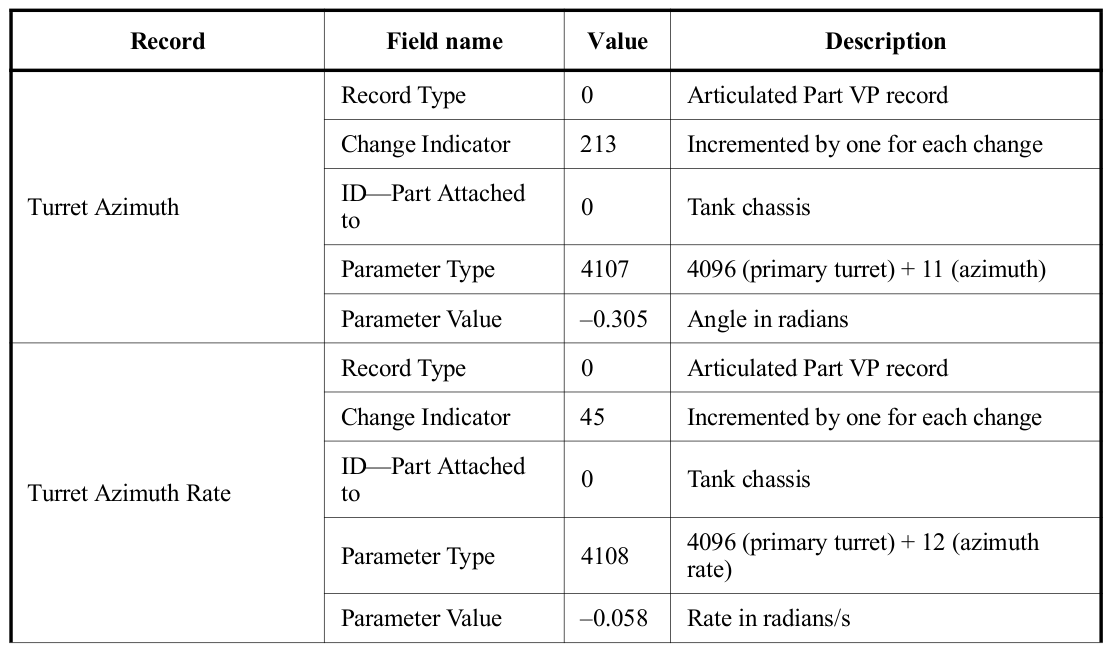 Record Field name Value Description
Turret Azimuth
Record Type 0 Articulated Part VP record
Change Indicator 213 Incremented by one for each change
ID—Part Attached
to
0 Tank chassis
Parameter Type 4107 4096 (primary turret) + 11 (azimuth)
Parameter Value –0.305 Angle in radians
Turret Azimuth Rate
Record Type 0 Articulated Part VP record
Change Indicator 45 Incremented by one for each change
ID—Part Attached
to
0 Tank chassis
Parameter Type 4108
4096 (primary turret) + 12 (azimuth
rate)
Parameter Value –0.058 Rate in radians/s